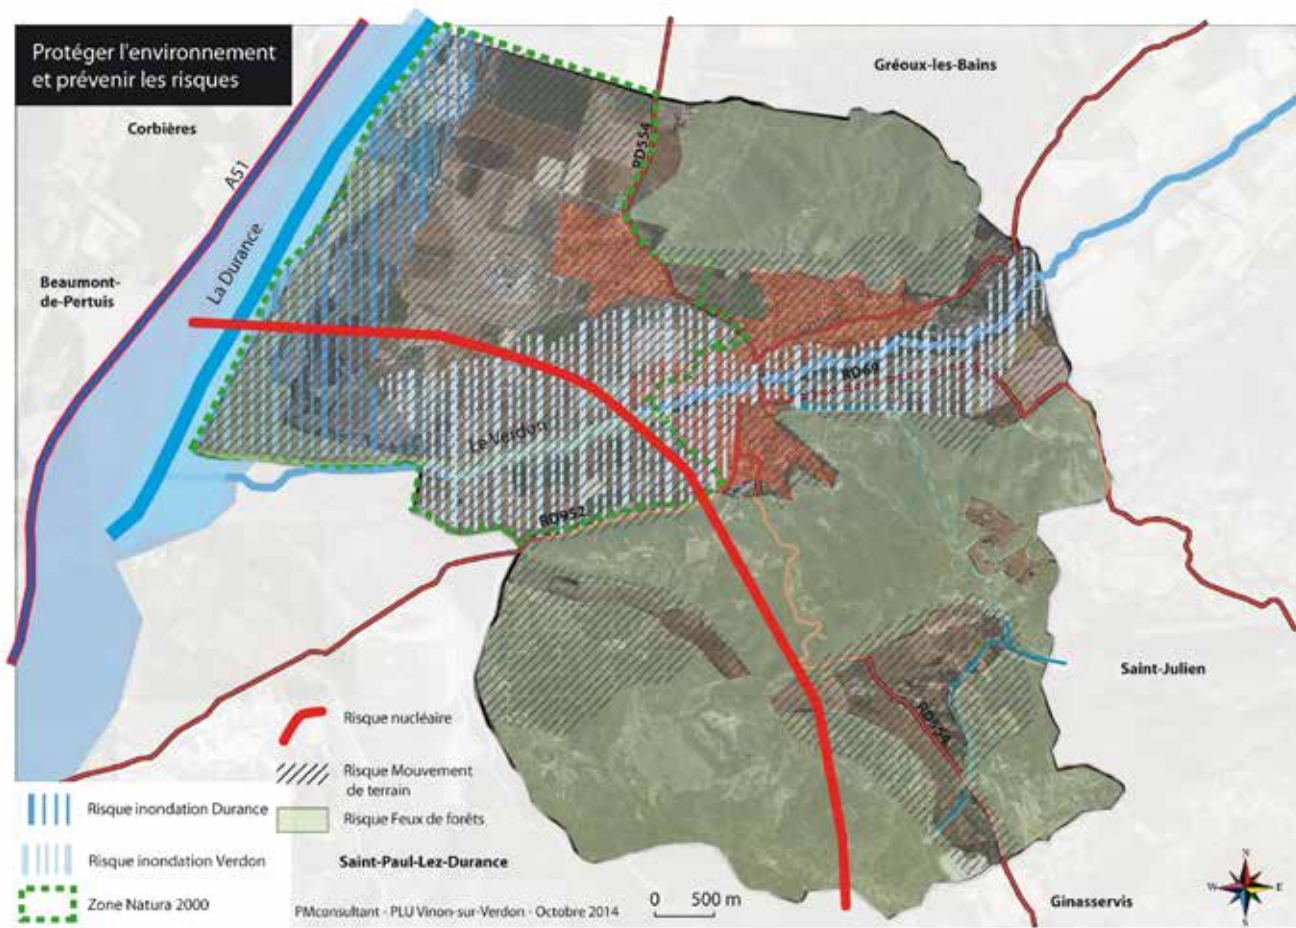 Protéger l'environnement
et prévenir les risques
Gréoux-les-Bains
Corbières
A51
RD554
La Durance
Beaumont-
de-Pertuis
RD69
Le Verdon
RD952
Saint-Julien
RD554
Risque nucléaire
Risque Mouvement
de terrain
Risque inondation Durance
Risque Feux de forêts
Risque inondation Verdon
Saint-Paul-Lez-Durance
Zone Natura 2000
PMconsultant - PLU Vinon-sur-Verdon - Octobre 2014
0 500 m
Ginasservis
N
W
E
S